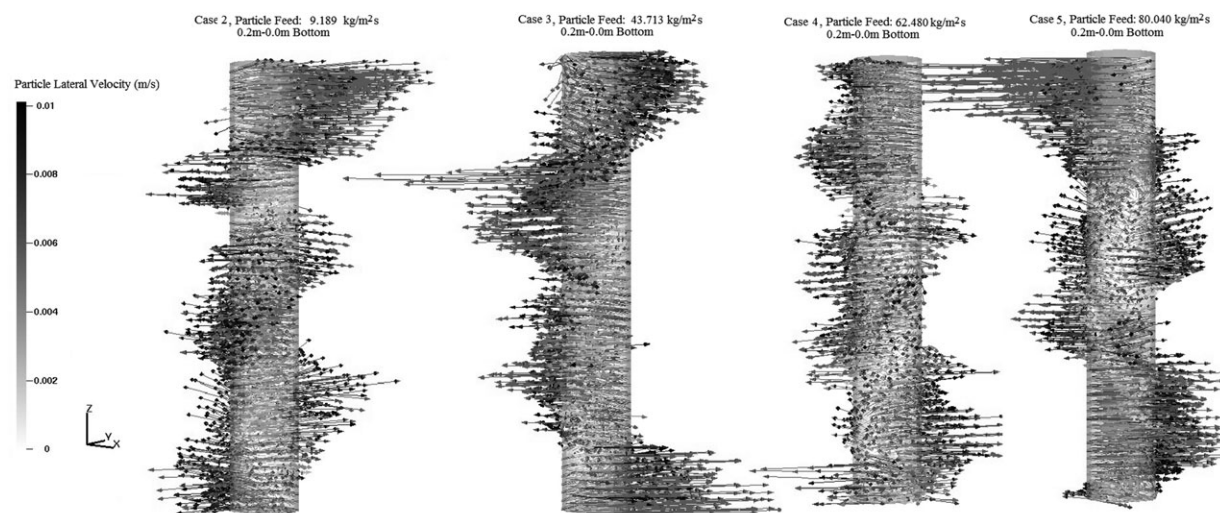 Case 2, Particle Feed: 9.189 kg/m²s
0.2m-0.0m Bottom
Case 3, Particle Feed: 43.713 kg/m²s
0.2m-0.0m Bottom
Case 4, Particle Feed: 62.480 kg/m²s
0.2m-0.0m Bottom
Case 5, Particle Feed: 80.040 kg/m²s
0.2m-0.0m Bottom
Particle Lateral Velocity (m/s)
0.01
0.008
0.006
0.004
0.002
0
Z
Y
X